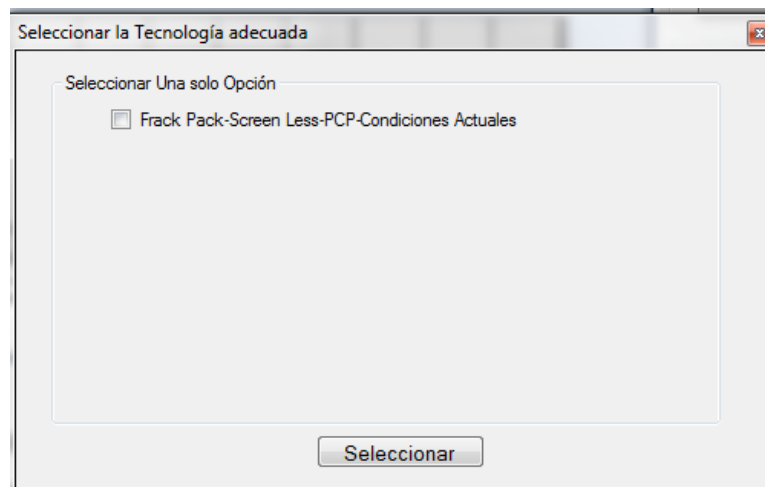 Seleccionar la Tecnología adecuada
Seleccionar Una solo Opción
Frack Pack-Screen Less-PCP-Condiciones Actuales
Seleccionar